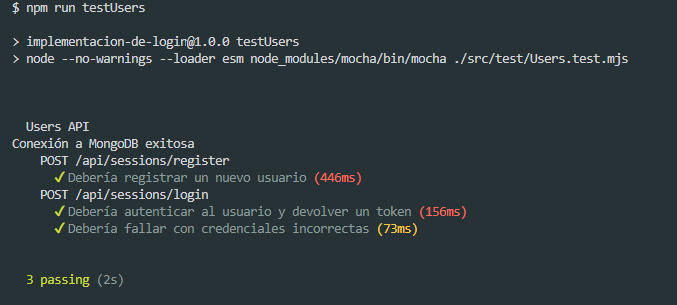 $ npm run testUsers
> implementacion-de-login@1.0.0 testUsers
> node --no-warnings --loader esm node_modules/mocha/bin/mocha ./src/test/Users.test.mjs
Users API
Conexión a MongoDB exitosa
POST /api/sessions/register
✓ Debería registrar un nuevo usuario (446ms)
POST /api/sessions/login
✓ Debería autenticar al usuario y devolver un token (156ms)
✓ Debería fallar con credenciales incorrectas (73ms)
3 passing (2s)